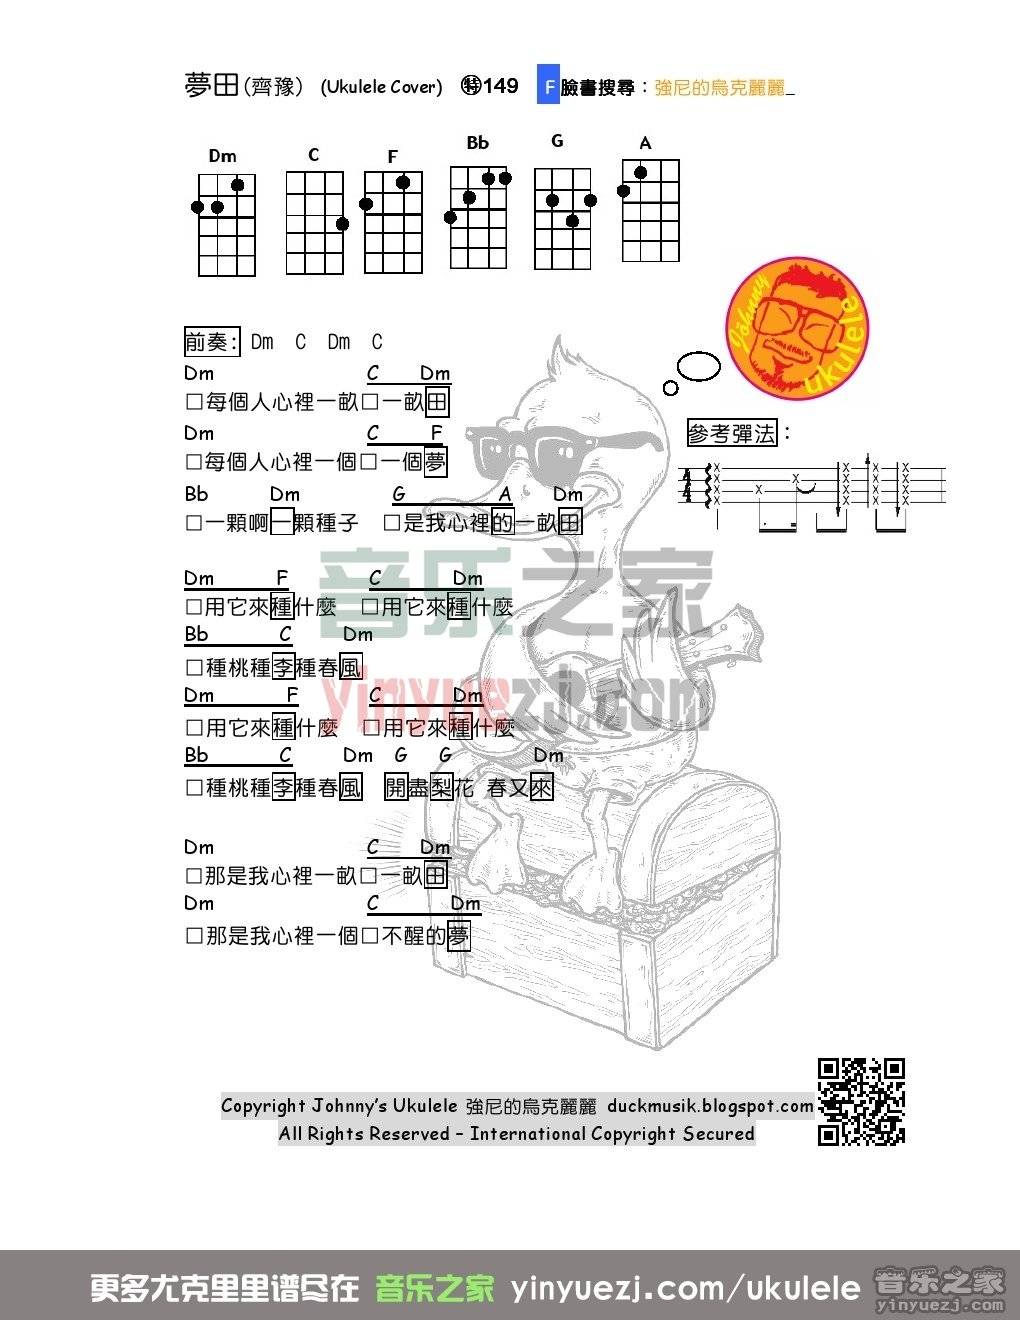 夢田(齊豫) (Ukulele Cover) ㊕149 F 臉書搜尋：強尼的烏克麗麗_
Dm C F Bb G A
Jöhnny
ukulele
前奏: Dm C Dm C
Dm C Dm
□每個人心裡一畝□一畝田
參考彈法：
Dm C F
□每個人心裡一個□一個夢
4
4
Bb Dm G A Dm
□一顆啊一顆種子 □是我心裡的一畝田
音乐之家
Dm F C Dm
□用它來種什麼 □用它來種什麼
Bb C Dm
□種桃種李種春風
yinyuezj.com
Dm F C Dm
□用它來種什麼 □用它來種什麼
Bb C Dm G G Dm
□種桃種李種春風 開盡梨花 春又來
Dm C Dm
□那是我心裡一畝□一畝田
Dm C Dm
□那是我心裡一個□不醒的夢
Copyright Johnny's Ukulele 強尼的烏克麗麗 duckmusik.blogspot.com
All Rights Reserved – International Copyright Secured
更多尤克里里谱尽在 音乐之家 yinyuezj.com/ukulele
音乐之家
yinyuezj.com